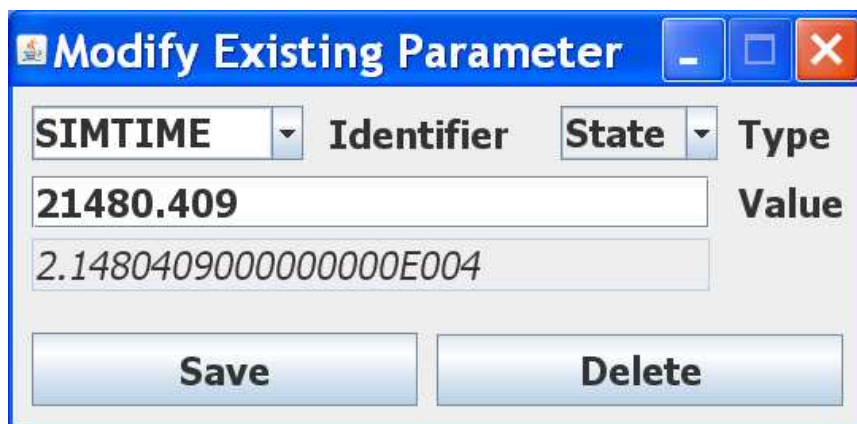 Modify Existing Parameter
SIMTIME Identifier State Type
21480.409 Value
2.1480409000000000E004
Save Delete